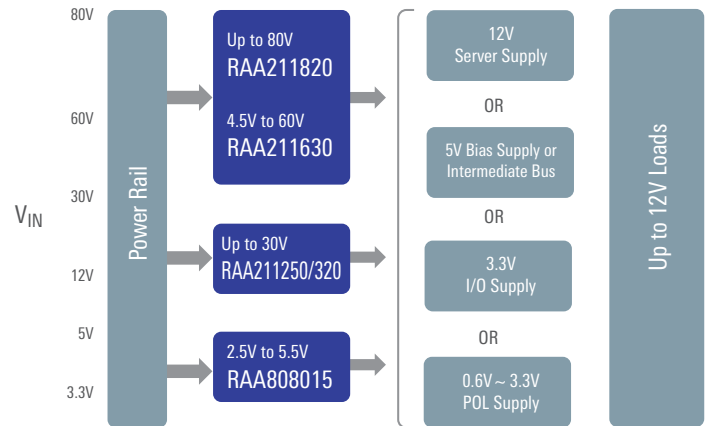 V_IN
80V
60V
30V
12V
5V
3.3V
Power Rail
Up to 80V
RAA211820
4.5V to 60V
RAA211630
Up to 30V
RAA211250/320
2.5V to 5.5V
RAA808015
12V
Server Supply
OR
5V Bias Supply or
Intermediate Bus
OR
3.3V
I/O Supply
OR
0.6V ~ 3.3V
POL Supply
Up to 12V Loads